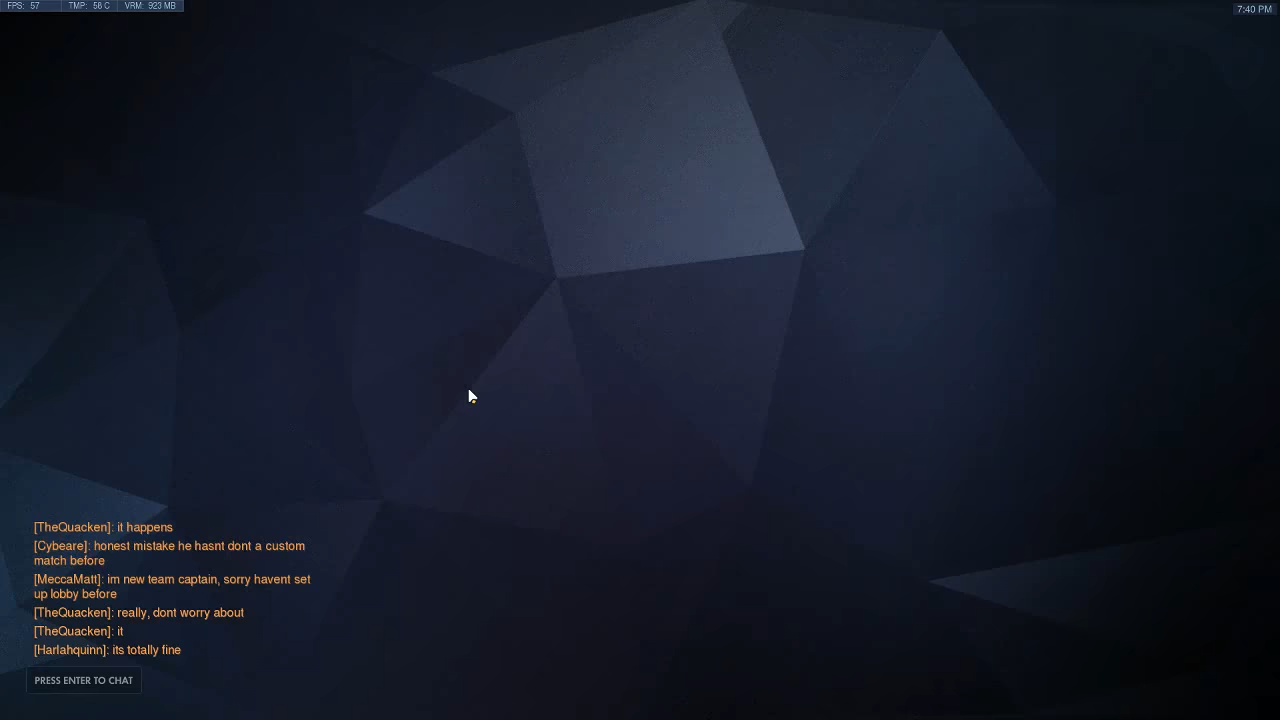 FPS: 57 TMP: 58 C VRM: 923 MB
7:40 PM
[TheQuacken]: it happens
[Cybeare]: honest mistake he hasnt dont a custom
match before
[MeccaMatt]: im new team captain, sorry havent set
up lobby before
[TheQuacken]: really, dont worry about
[TheQuacken]: it
[Harlahquinn]: its totally fine
PRESS ENTER TO CHAT